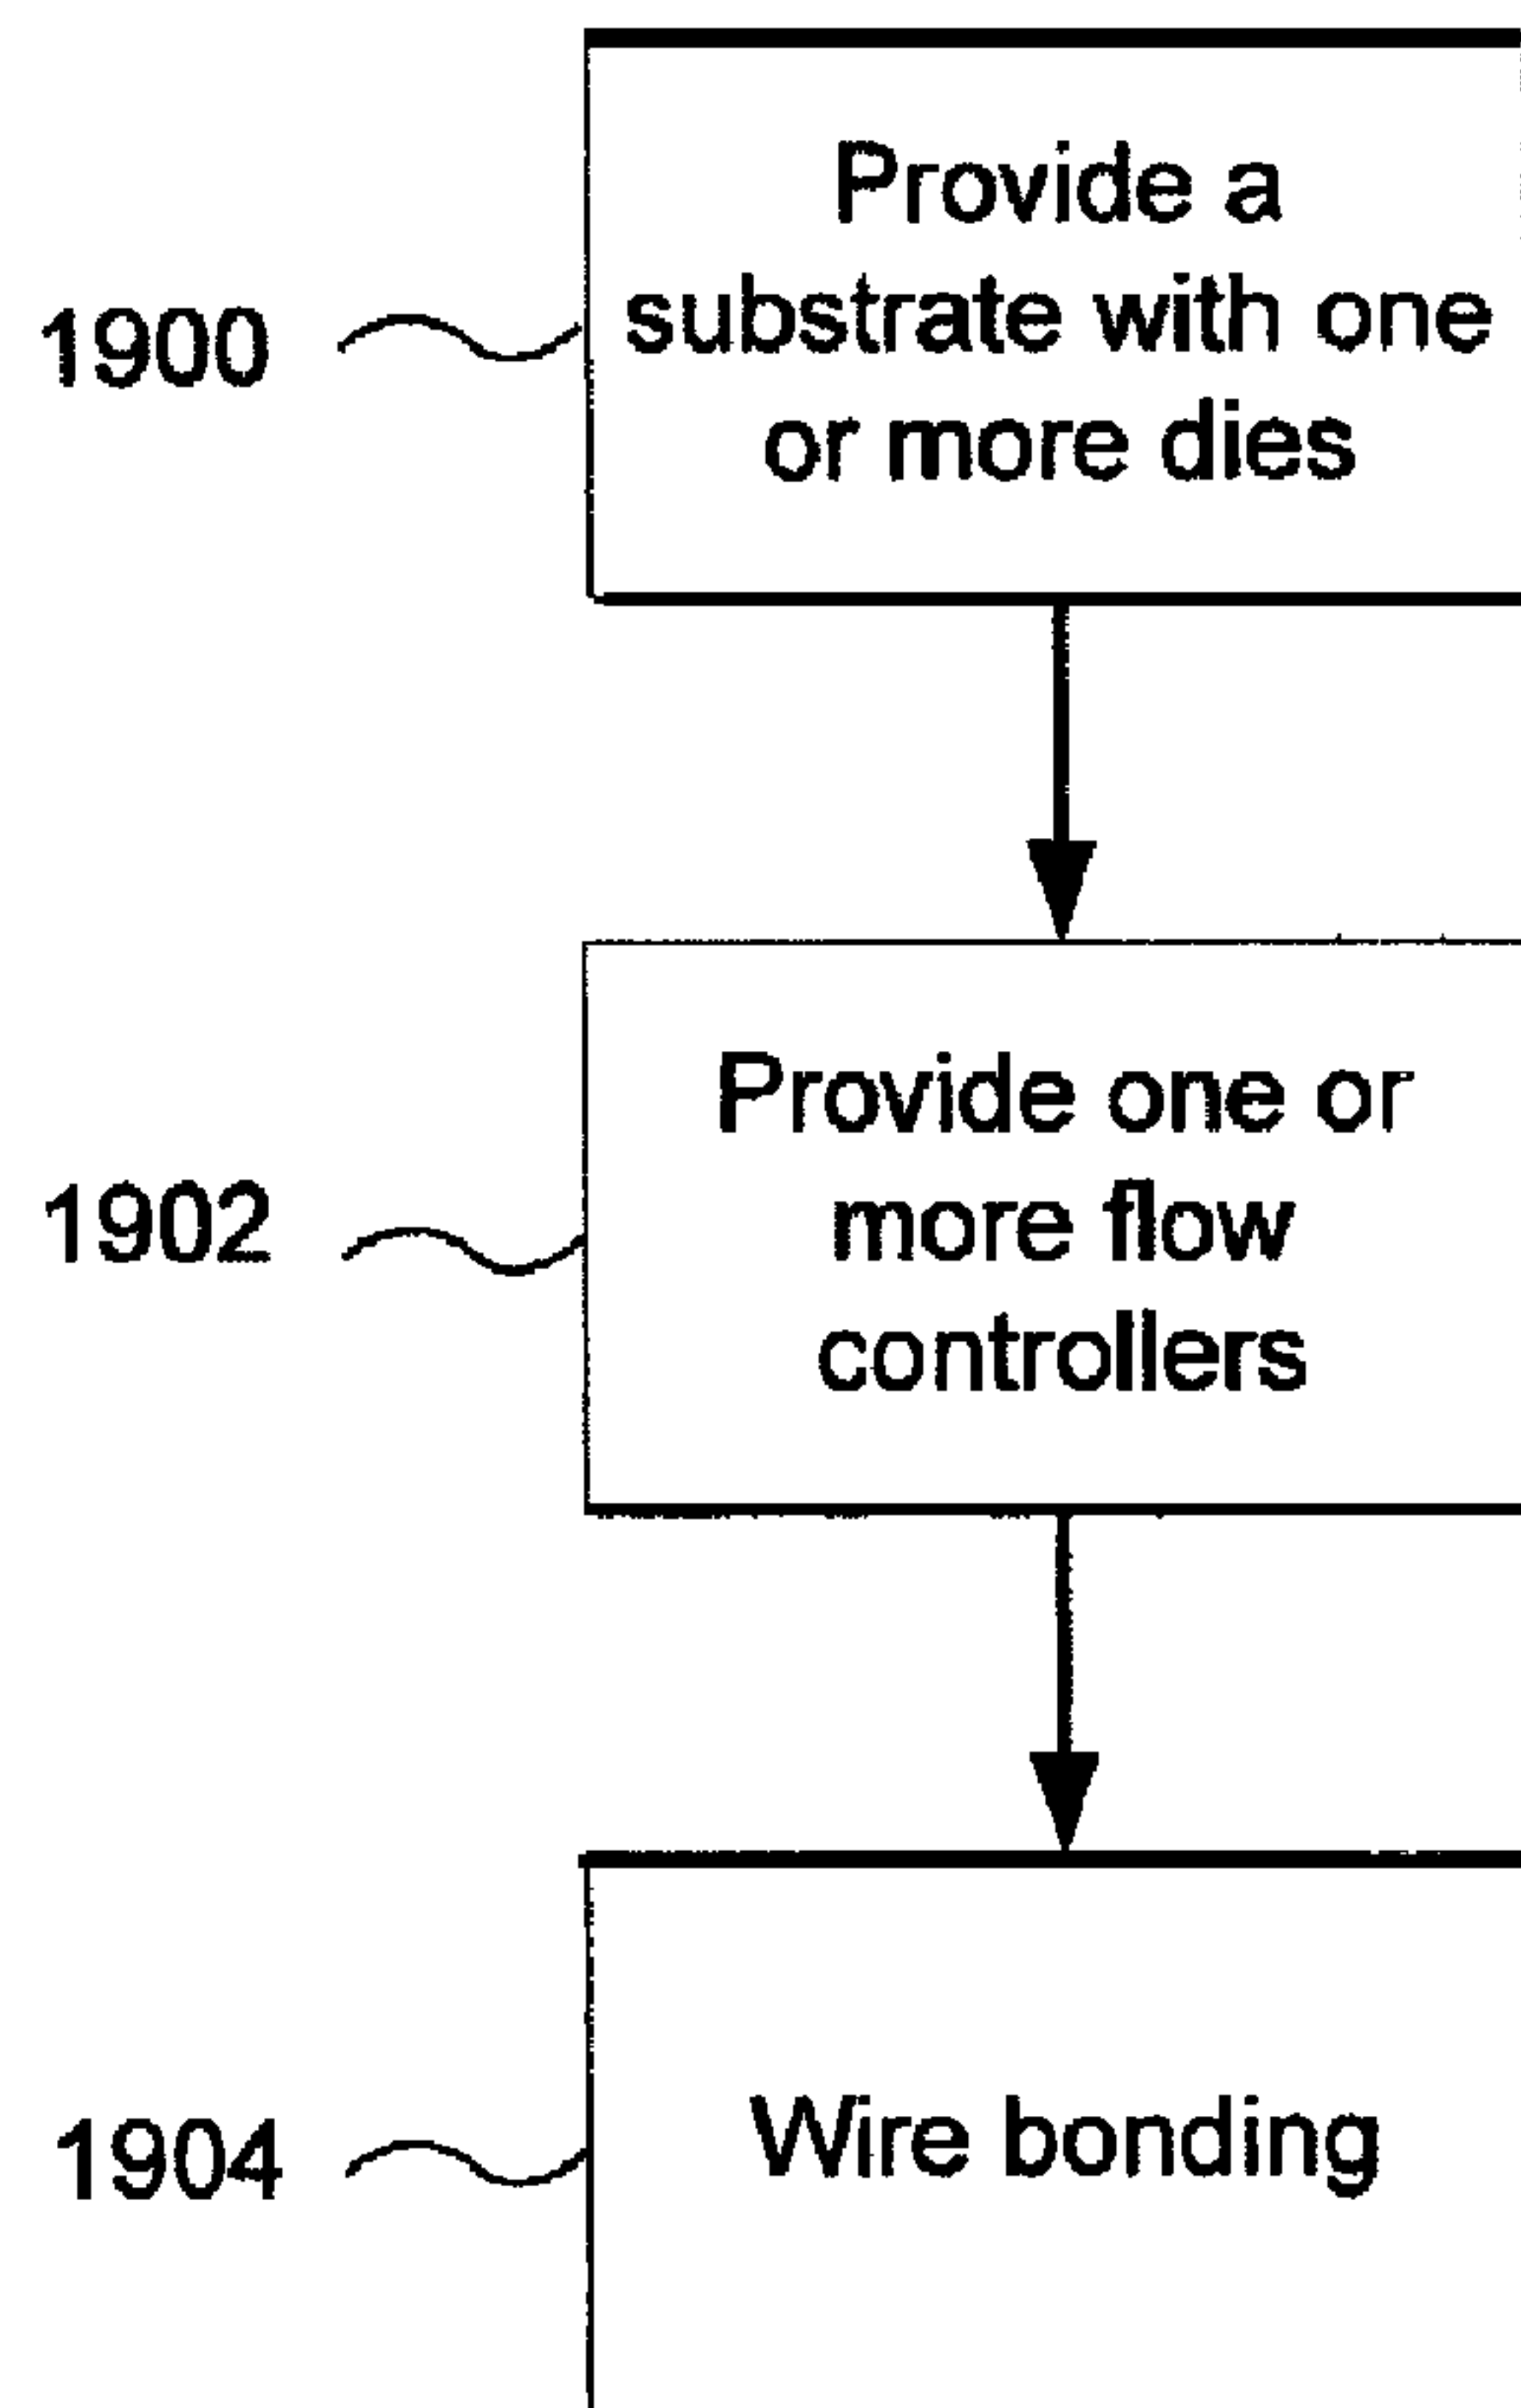 1900
Provide a
substrate with one
or more dies
1902
Provide one or
more flow
controllers
1904
Wire bonding